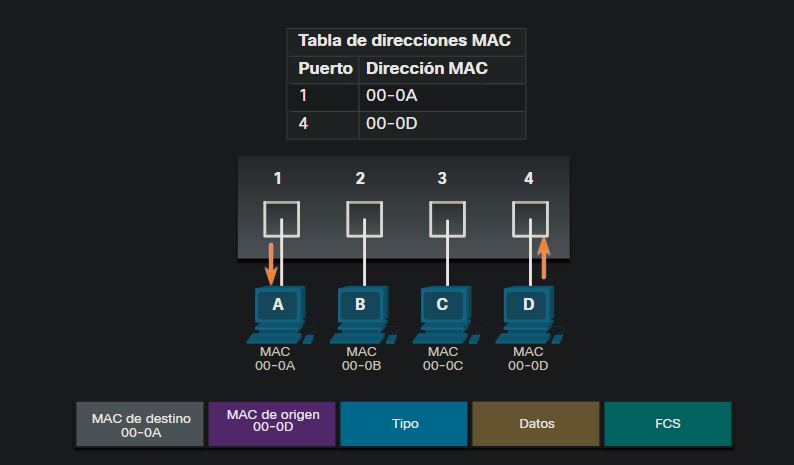 Tabla de direcciones MAC
Puerto Dirección MAC
1 00-0A
4 00-0D
1 2 3 4
A B C D
MAC MAC MAC MAC
00-0A 00-0B 00-0C 00-0D
MAC de destino MAC de origen Tipo Datos FCS
00-0A 00-0D